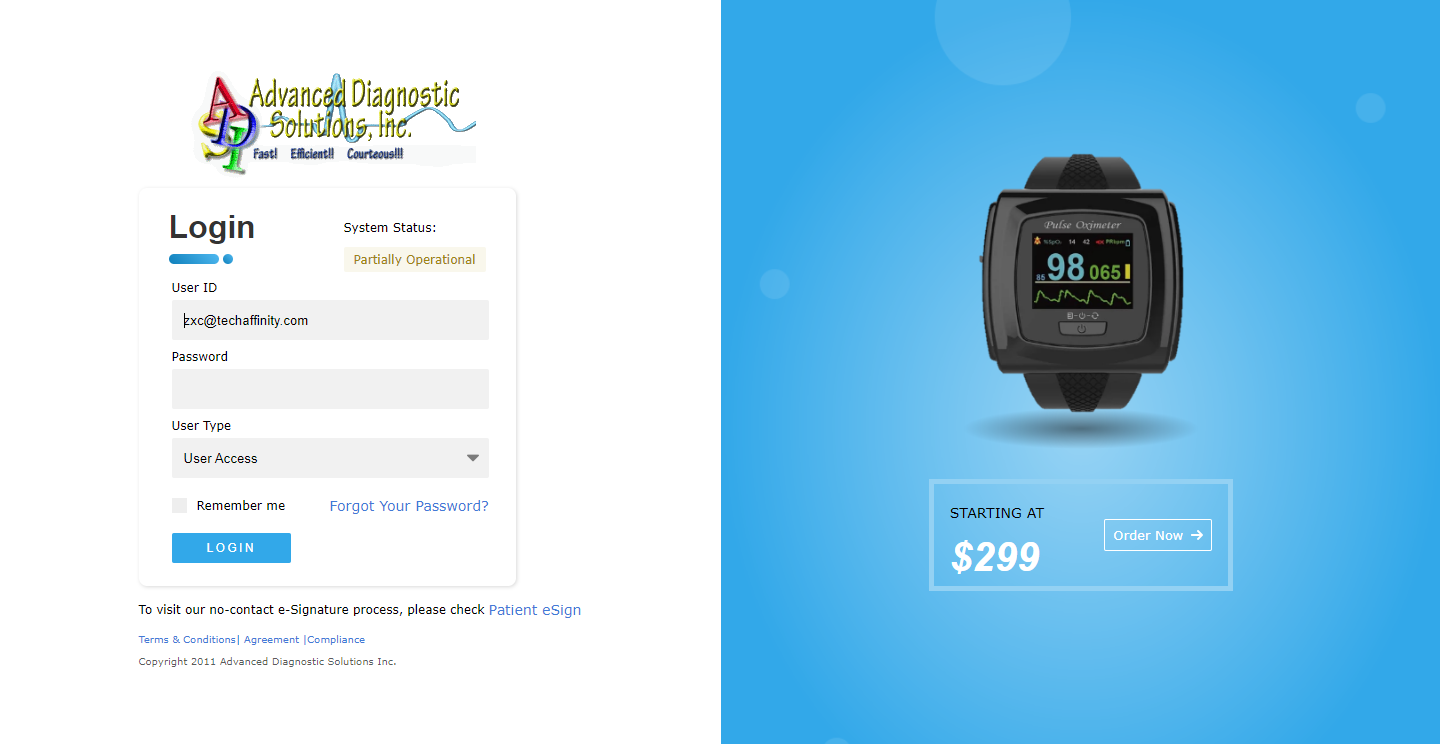 Advanced Diagnostic
Solutions, Inc.
ADSI
Fast! Efficient!! Courteous!!!
Login
System Status:
Partially Operational
User ID
zxc@techaffinity.com
Password
User Type
User Access
Remember me
Forgot Your Password?
LOGIN
To visit our no-contact e-Signature process, please check Patient eSign
Terms & Conditions| Agreement |Compliance
Copyright 2011 Advanced Diagnostic Solutions Inc.
Pulse Oximeter
%SpO₂ 14 42 PRbpm
85 98 065
STARTING AT
$299
Order Now